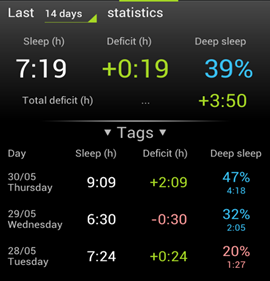 Last 14 days statistics
Sleep (h) Deficit (h) Deep sleep
7:19 +0:19 39%
Total deficit (h) ... +3:50
▼ Tags ▼
Day Sleep (h) Deficit (h) Deep sleep
30/05 Thursday 9:09 +2:09 47% 4:18
29/05 Wednesday 6:30 -0:30 32% 2:05
28/05 Tuesday 7:24 +0:24 20% 1:27